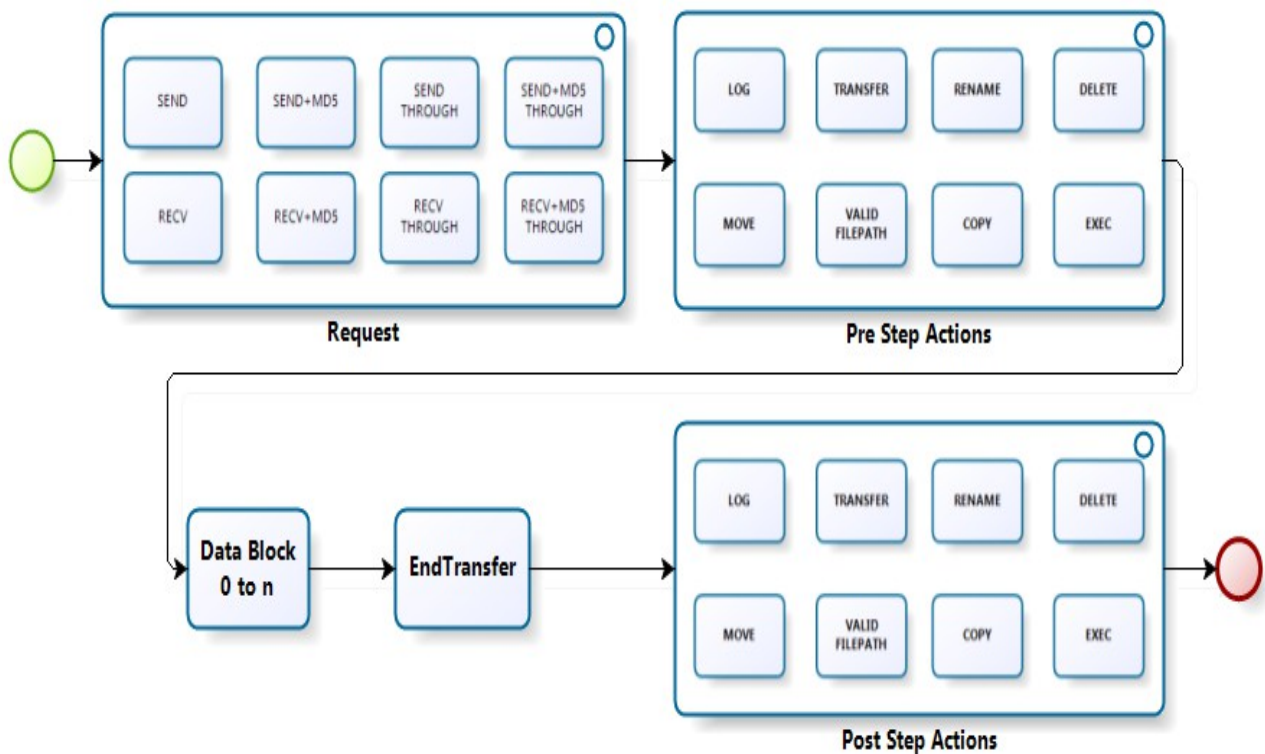 SEND
SEND+MD5
SEND
THROUGH
SEND+MD5
THROUGH
RECV
RECV+MD5
RECV
THROUGH
RECV+MD5
THROUGH
Request
LOG
TRANSFER
RENAME
DELETE
MOVE
VALID
FILEPATH
COPY
EXEC
Pre Step Actions
Data Block
0 to n
EndTransfer
LOG
TRANSFER
RENAME
DELETE
MOVE
VALID
FILEPATH
COPY
EXEC
Post Step Actions